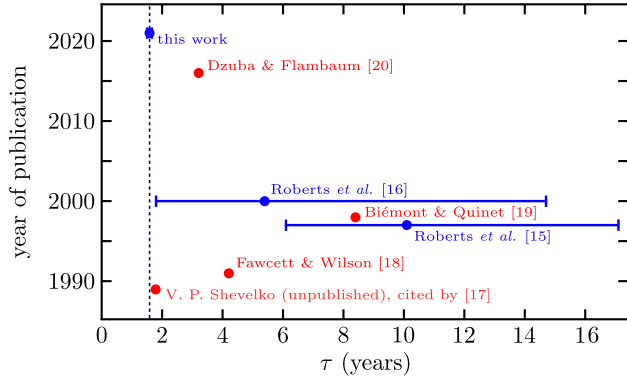 2020
this work
Dzuba & Flambaum [20]
2010
year of publication
2000
Roberts et al. [16]
Biémont & Quinet [19]
Roberts et al. [15]
1990
Fawcett & Wilson [18]
V. P. Shevelko (unpublished), cited by [17]
0 2 4 6 8 10 12 14 16
τ (years)